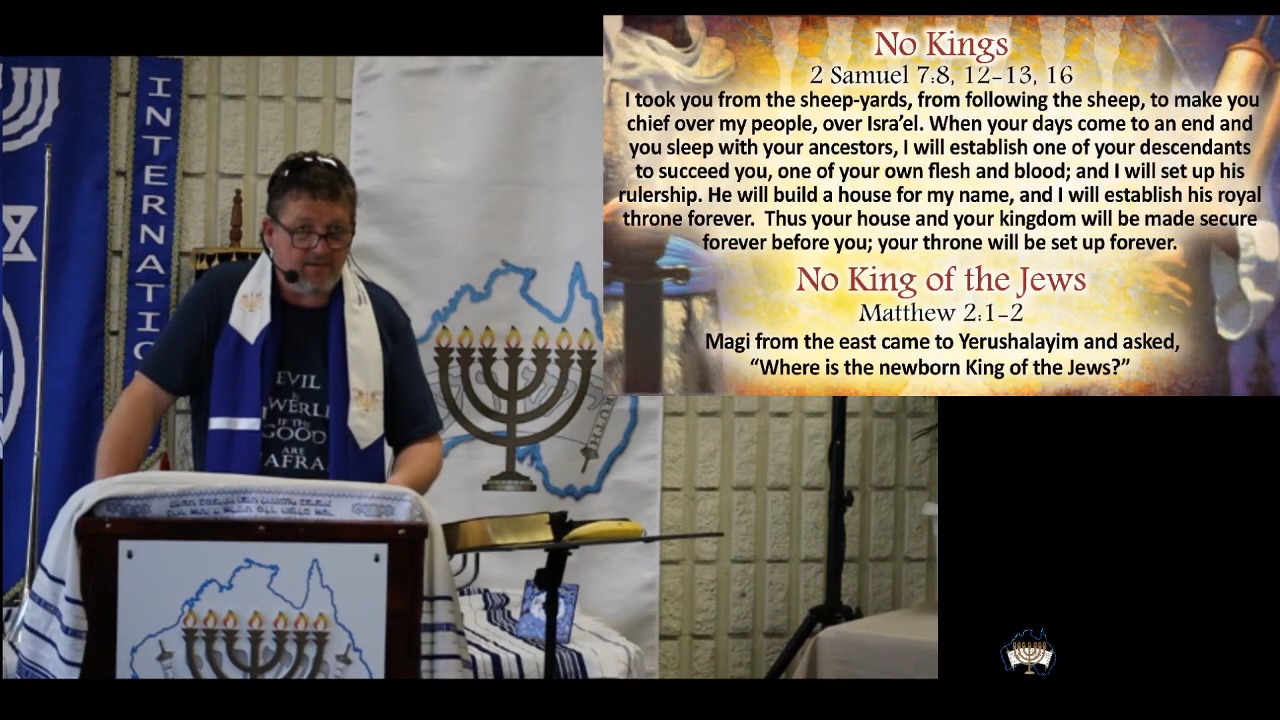 No Kings
2 Samuel 7:8, 12-13, 16
I took you from the sheep-yards, from following the sheep, to make you
chief over my people, over Isra'el. When your days come to an end and
you sleep with your ancestors, I will establish one of your descendants
to succeed you, one of your own flesh and blood; and I will set up his
rulership. He will build a house for my name, and I will establish his royal
throne forever.  Thus your house and your kingdom will be made secure
forever before you; your throne will be set up forever.
No King of the Jews
Matthew 2:1-2
Magi from the east came to Yerushalayim and asked,
“Where is the newborn King of the Jews?”
INTERNATIO
EVIL
IF THE
GOOD
ARE
AFRA
RUTH